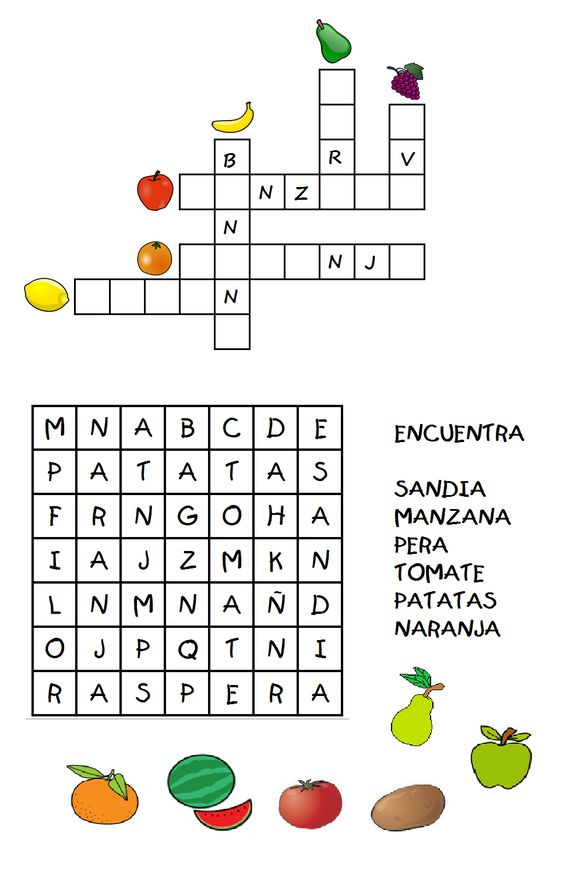 B R V
N Z
N
N J
N
M N A B C D E
P A T A T A S
F R N G O H A
I A J Z M K N
L N M N A Ñ D
O J P Q T N I
R A S P E R A
ENCUENTRA
SANDIA
MANZANA
PERA
TOMATE
PATATAS
NARANJA